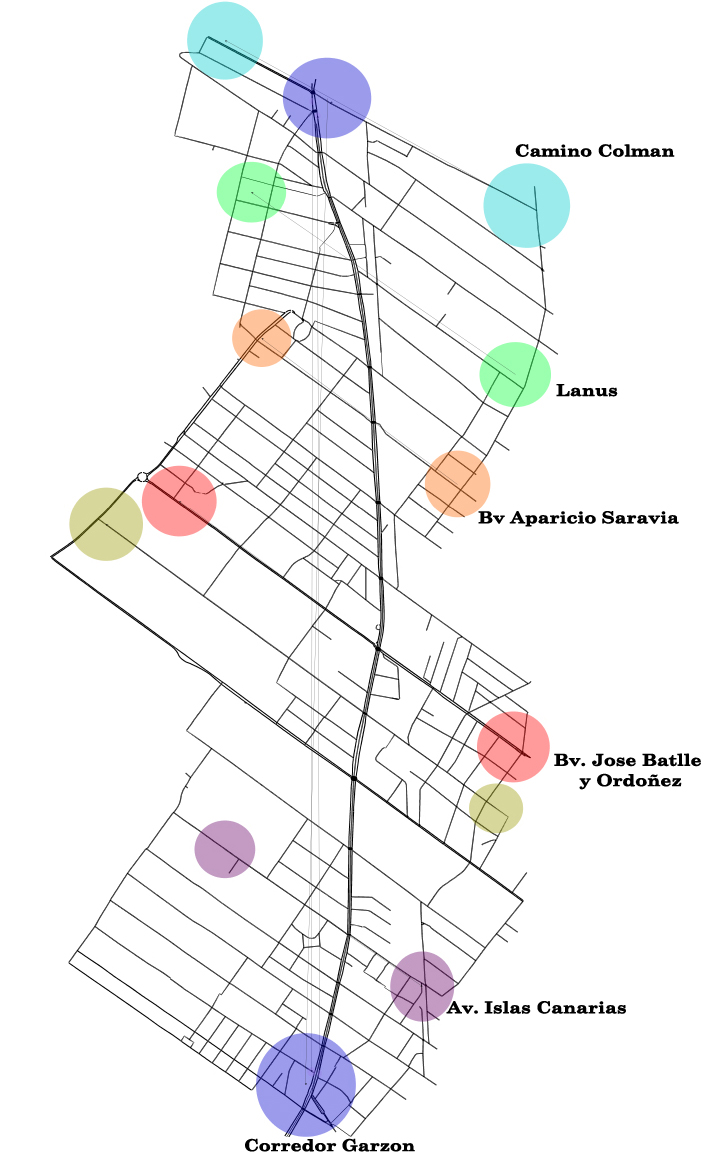 Camino Colman
Lanus
Bv Aparicio Saravia
Bv. Jose Batlle
y Ordoñez
Av. Islas Canarias
Corredor Garzon